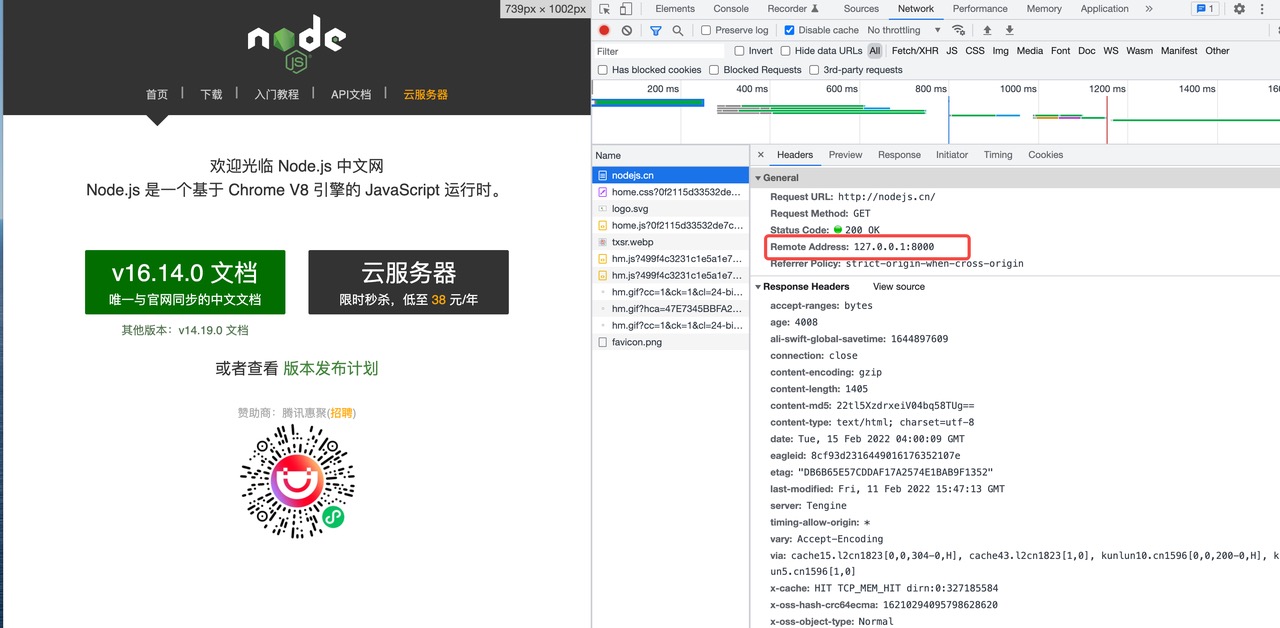 739px × 1002px
node
JS
首页
下载
入门教程
API文档
云服务器
欢迎光临 Node.js 中文网
Node.js 是一个基于 Chrome V8 引擎的 JavaScript 运行时。
v16.14.0 文档
唯一与官网同步的中文文档
云服务器
限时秒杀，低至 38 元/年
其他版本：v14.19.0 文档
或者查看 版本发布计划
赞助商：腾讯惠聚(招聘)
Elements Console Recorder Sources Network Performance Memory Application » 1
Preserve log Disable cache No throttling
Filter Invert Hide data URLs All Fetch/XHR JS CSS Img Media Font Doc WS Wasm Manifest Other
Has blocked cookies Blocked Requests 3rd-party requests
200 ms 400 ms 600 ms 800 ms 1000 ms 1200 ms 1400 ms 160
Name
nodejs.cn
home.css?0f2115d33532de...
logo.svg
home.js?0f2115d33532de7c...
txsr.webp
hm.js?499f4c3231c1e5a1e7...
hm.js?499f4c3231c1e5a1e7...
hm.gif?cc=1&ck=1&cl=24-bi...
hm.gif?hca=47E7345BBFA2...
hm.gif?cc=1&ck=1&cl=24-bi...
favicon.png
× Headers Preview Response Initiator Timing Cookies
General
Request URL: http://nodejs.cn/
Request Method: GET
Status Code: 200 OK
Remote Address: 127.0.0.1:8000
Referrer Policy: strict-origin-when-cross-origin
Response Headers View source
accept-ranges: bytes
age: 4008
ali-swift-global-savetime: 1644897609
connection: close
content-encoding: gzip
content-length: 1405
content-md5: 22tl5XzdrxeiV04bq58TUg==
content-type: text/html; charset=utf-8
date: Tue, 15 Feb 2022 04:00:09 GMT
eagleid: 8cf93d2316449016176352107e
etag: "DB6B65E57CDDAF17A2574E1BAB9F1352"
last-modified: Fri, 11 Feb 2022 15:47:13 GMT
server: Tengine
timing-allow-origin: *
vary: Accept-Encoding
via: cache15.l2cn1823[0,0,304-0,H], cache43.l2cn1823[1,0], kunlun10.cn1596[0,0,200-0,H], k
un5.cn1596[1,0]
x-cache: HIT TCP_MEM_HIT dirn:0:327185584
x-oss-hash-crc64ecma: 16210294095798628620
x-oss-object-type: Normal